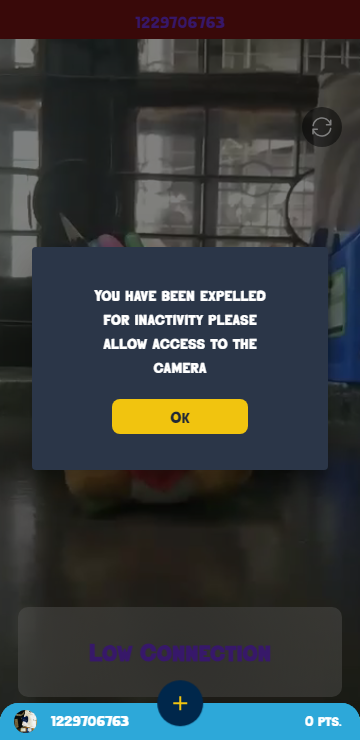 1229706763
You have been expelled
for inactivity please
allow access to the
camera
Ok
Low Connection
+
1229706763
0 pts.